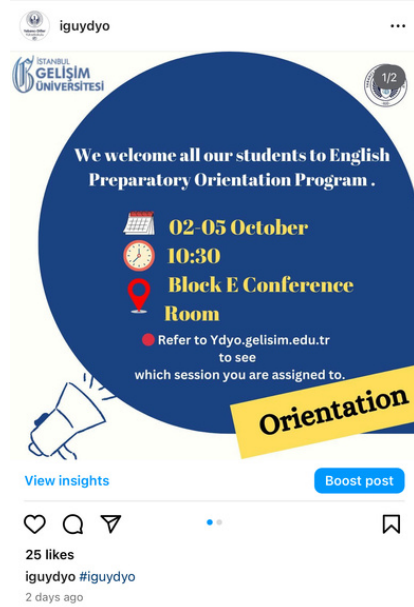 iguydyo
İSTANBUL
GELİŞİM
ÜNİVERSİTESİ
1/2
We welcome all our students to English
Preparatory Orientation Program .
02-05 October
10:30
Block E Conference
Room
Refer to Ydyo.gelisim.edu.tr
to see
which session you are assigned to.
Orientation
View insights
Boost post
25 likes
iguydyo #iguydyo
2 days ago